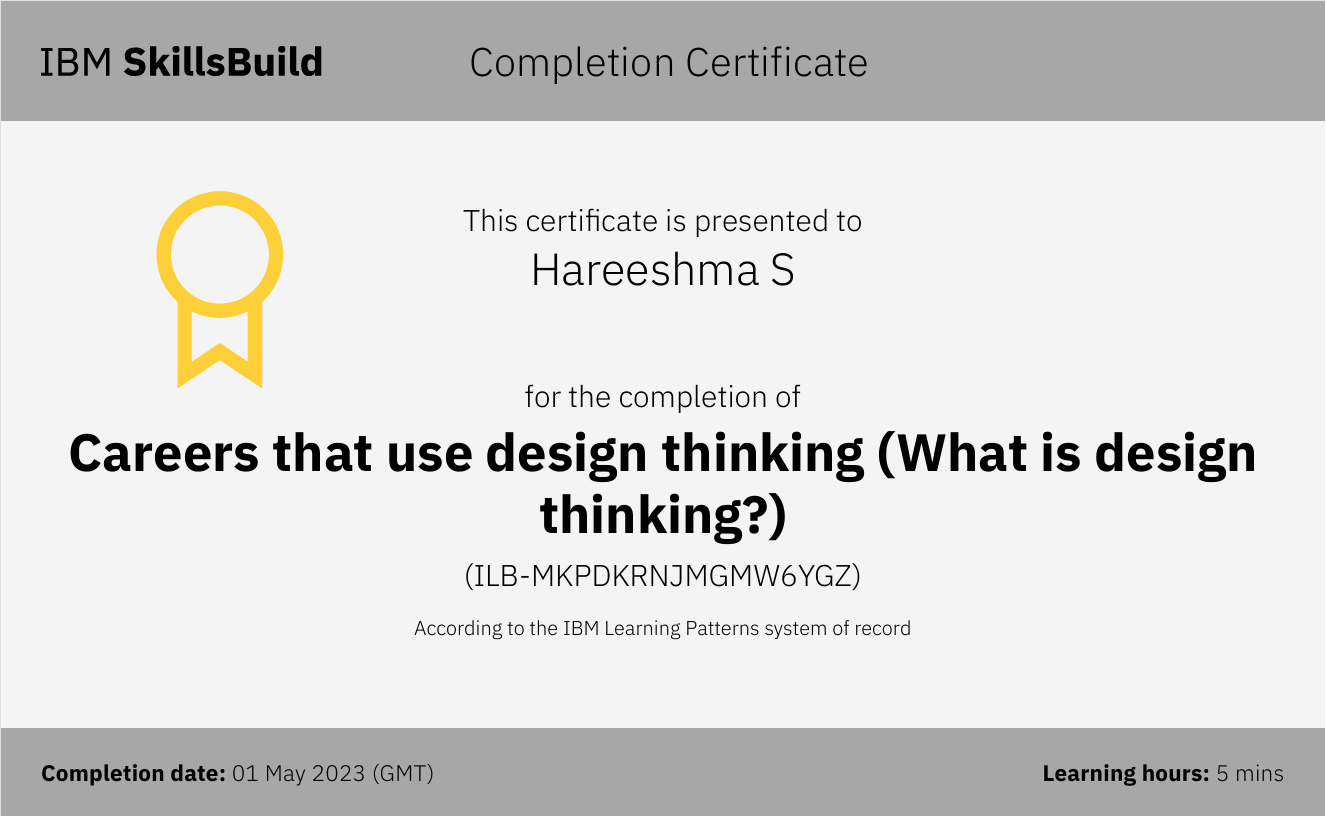 IBM SkillsBuild
Completion Certificate
This certificate is presented to
Hareeshma S
for the completion of
Careers that use design thinking (What is design
thinking?)
(ILB-MKPDKRNJMGMW6YGZ)
According to the IBM Learning Patterns system of record
Completion date: 01 May 2023 (GMT)
Learning hours: 5 mins